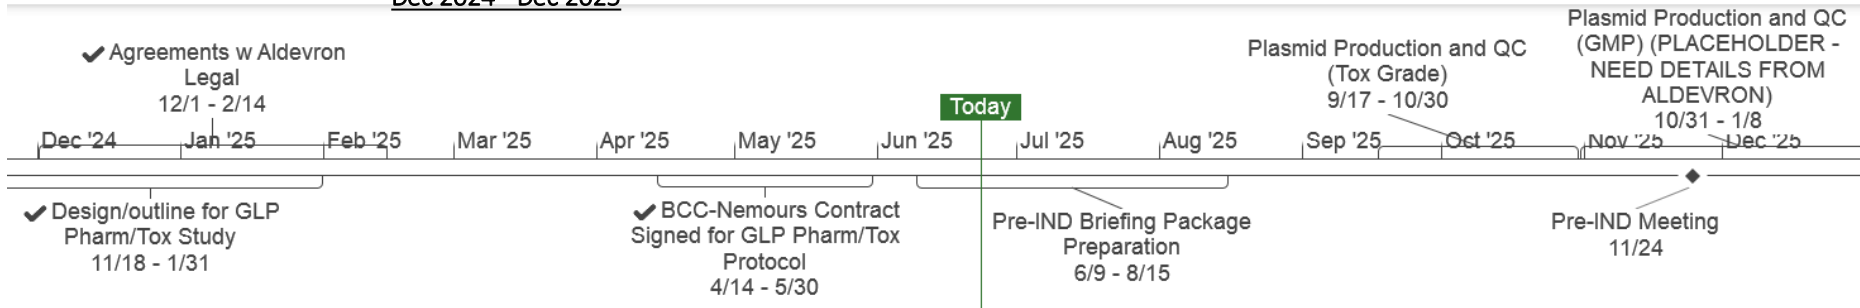 Dec 2024 - Dec 2025
✔ Agreements w Aldevron
Legal
12/1 - 2/14
Plasmid Production and QC
(Tox Grade)
9/17 - 10/30
Plasmid Production and QC
(GMP) (PLACEHOLDER -
NEED DETAILS FROM
ALDEVRON)
10/31 - 1/8
Today
Dec '24
Jan '25
Feb '25
Mar '25
Apr '25
May '25
Jun '25
Jul '25
Aug '25
Sep '25
Oct '25
Nov '25
Dec '25
✔ Design/outline for GLP
Pharm/Tox Study
11/18 - 1/31
✔ BCC-Nemours Contract
Signed for GLP Pharm/Tox
Protocol
4/14 - 5/30
Pre-IND Briefing Package
Preparation
6/9 - 8/15
Pre-IND Meeting
11/24